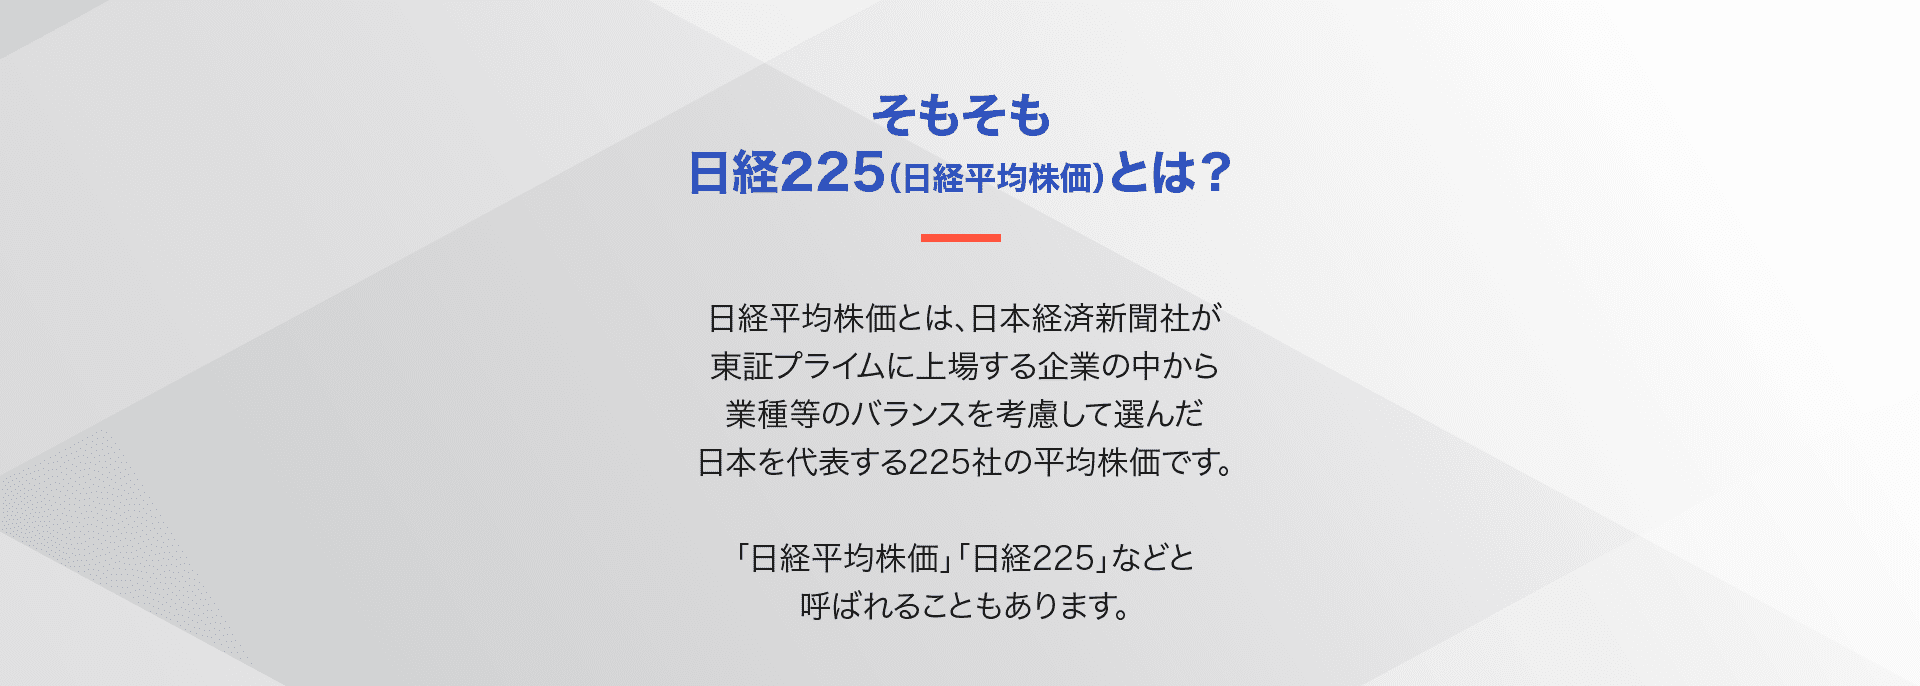 そもそも
日経225(日経平均株価)とは？
日経平均株価とは、日本経済新聞社が
東証プライムに上場する企業の中から
業種等のバランスを考慮して選んだ
日本を代表する225社の平均株価です。
「日経平均株価」「日経225」などと
呼ばれることもあります。